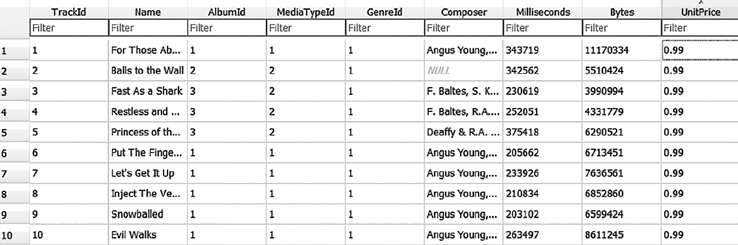 TrackId Name AlbumId MediaTypeId GenreId Composer Milliseconds Bytes UnitPrice
Filter Filter Filter Filter Filter Filter Filter Filter Filter
1 1 For Those Ab... 1 1 1 Angus Young,... 343719 11170334 0.99
2 2 Balls to the Wall 2 2 1 NULL 342562 5510424 0.99
3 3 Fast As a Shark 3 2 1 F. Baltes, S. K... 230619 3990994 0.99
4 4 Restless and ... 3 2 1 F. Baltes, R.A.... 252051 4331779 0.99
5 5 Princess of th... 3 2 1 Deaffy & R.A. ... 375418 6290521 0.99
6 6 Put The Finge... 1 1 1 Angus Young,... 205662 6713451 0.99
7 7 Let's Get It Up 1 1 1 Angus Young,... 233926 7636561 0.99
8 8 Inject The Ve... 1 1 1 Angus Young,... 210834 6852860 0.99
9 9 Snowballed 1 1 1 Angus Young,... 203102 6599424 0.99
10 10 Evil Walks 1 1 1 Angus Young,... 263497 8611245 0.99